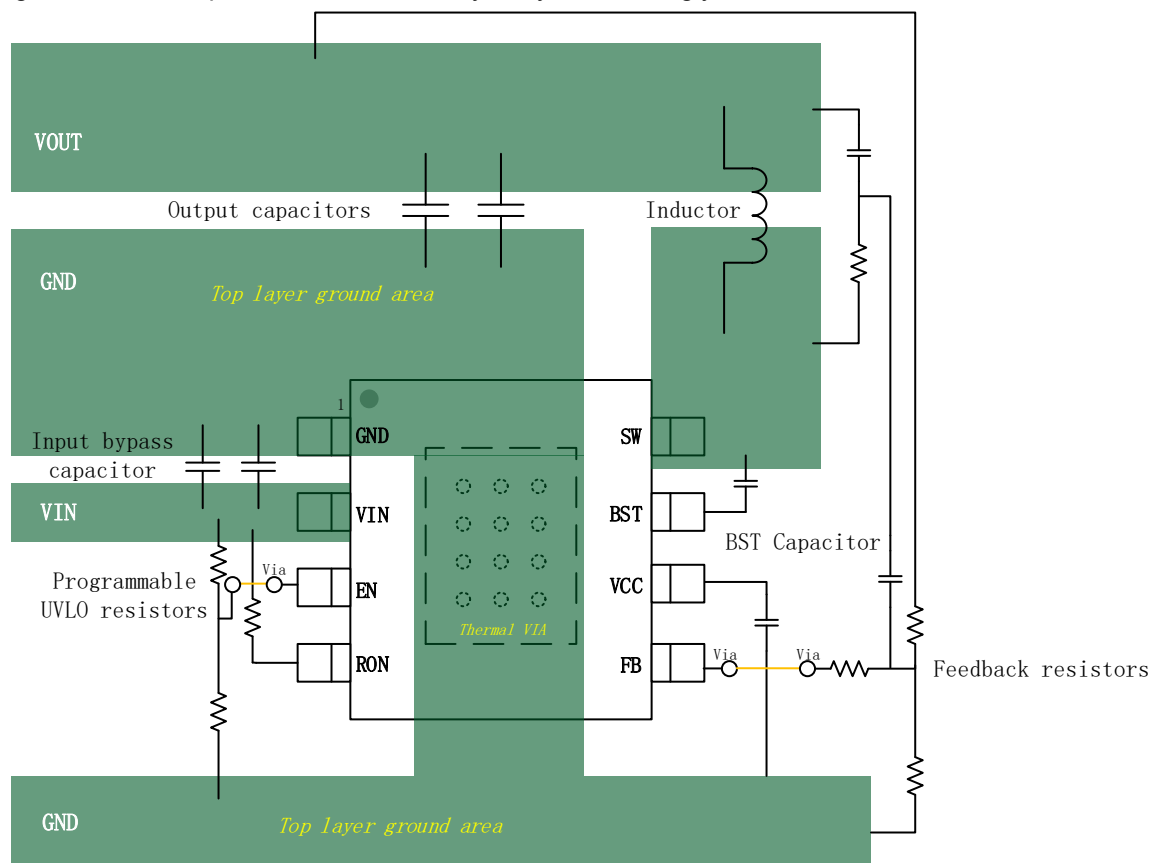 VOUT
Output capacitors
Inductor
GND
Top layer ground area
1
GND
SW
Input bypass
capacitor
VIN
VIN
BST
BST Capacitor
Programmable
UVLO resistors
Via
EN
VCC
Thermal VIA
RON
FB
Via
Via
Feedback resistors
GND
Top layer ground area